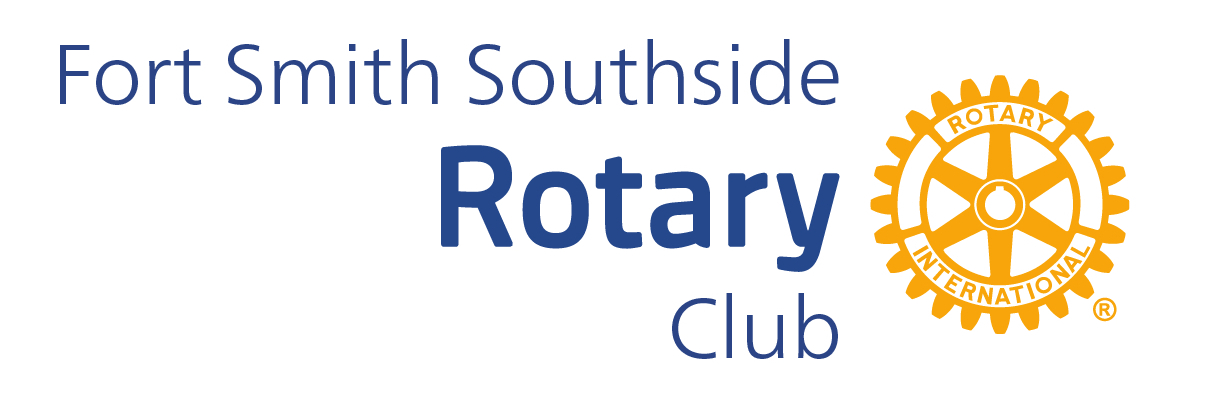 Fort Smith Southside
Rotary
Club
ROTARY
INTERNATIONAL
®